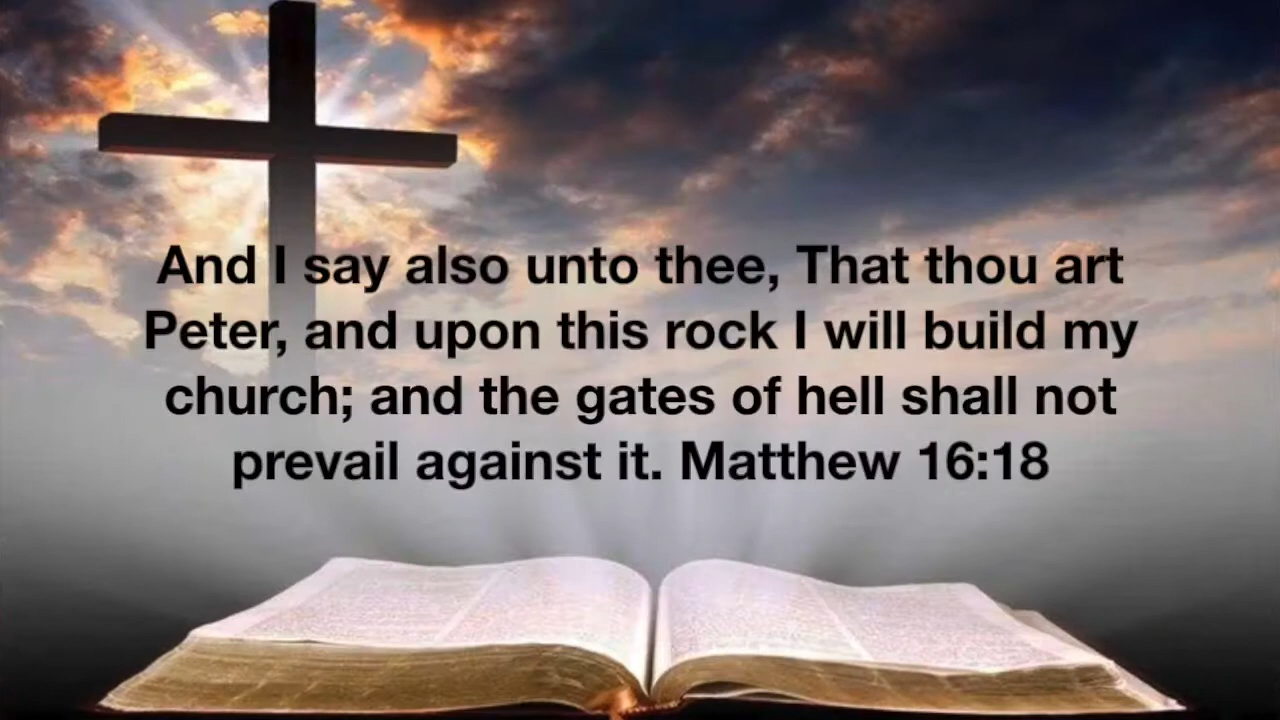 And I say also unto thee, That thou art
Peter, and upon this rock I will build my
church; and the gates of hell shall not
prevail against it. Matthew 16:18